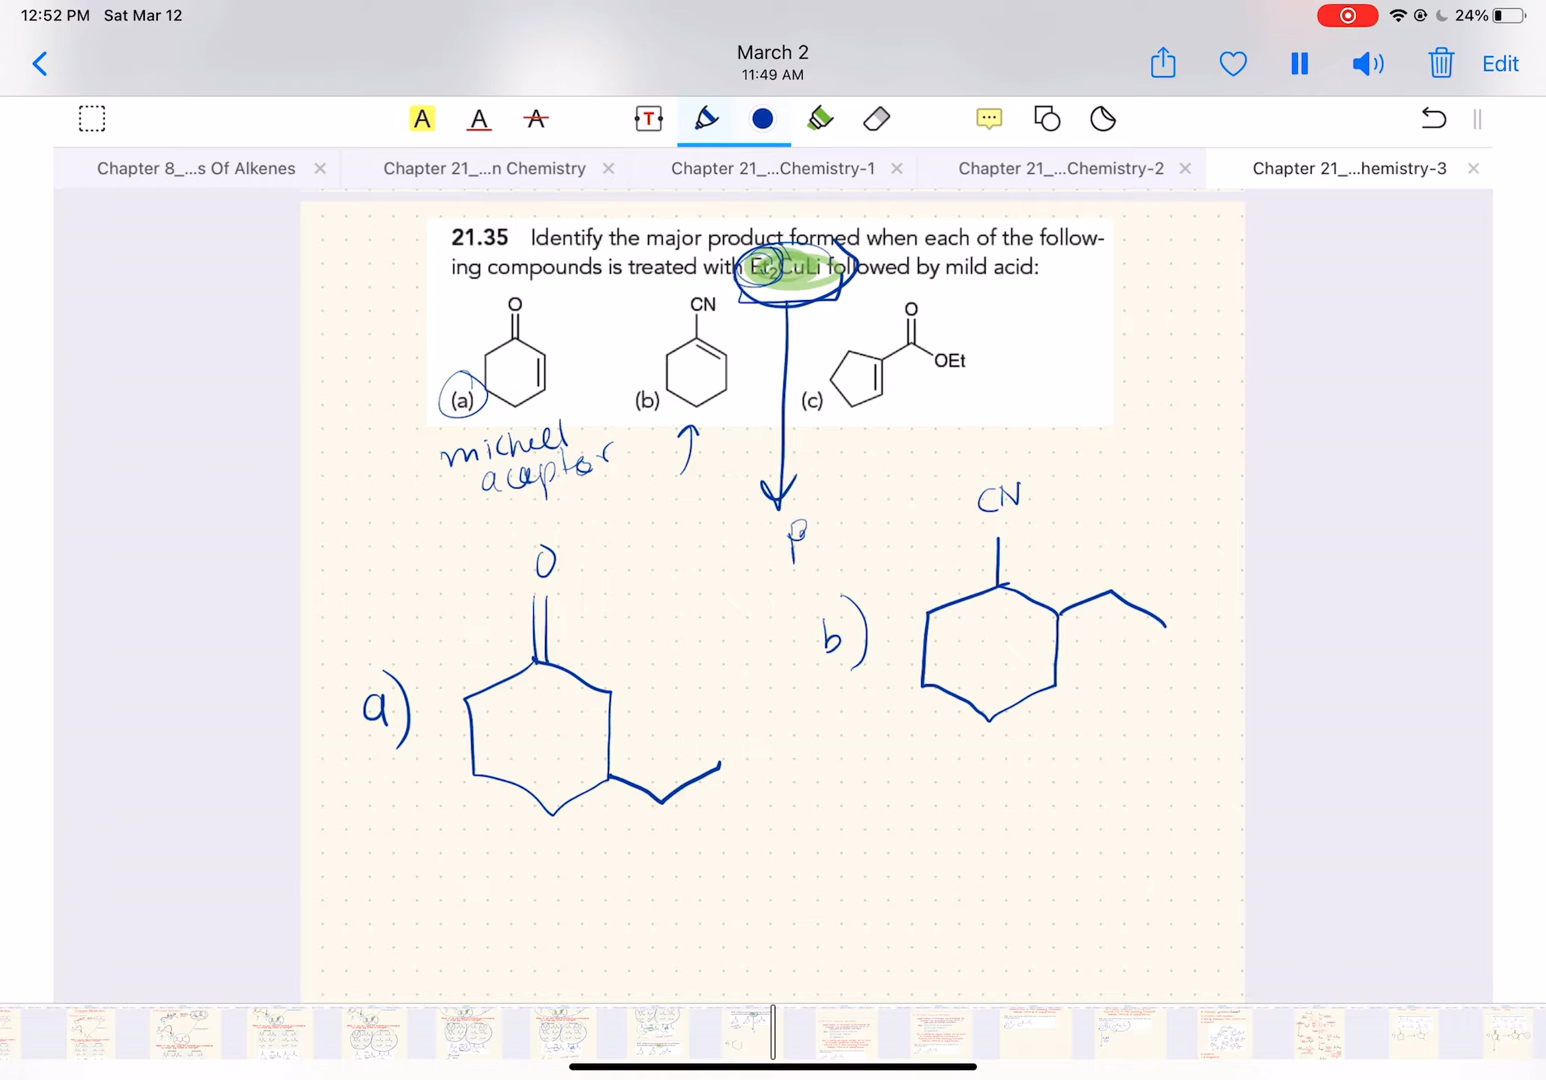 12:52 PM Sat Mar 12
24%
March 2
11:49 AM
Edit
A A A T
Chapter 8_...s Of Alkenes
Chapter 21_...n Chemistry
Chapter 21_...Chemistry-1
Chapter 21_...Chemistry-2
Chapter 21_...hemistry-3
21.35 Identify the major product formed when each of the follow-
ing compounds is treated with Et2CuLi followed by mild acid:
O
CN
O
OEt
(a)
(b)
(c)
michell
aceptor
CN
P
O
b)
a)